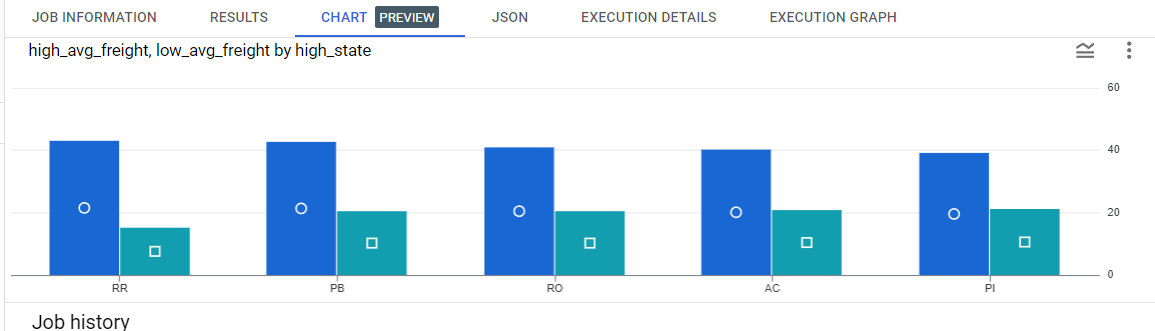 JOB INFORMATION RESULTS CHART PREVIEW JSON EXECUTION DETAILS EXECUTION GRAPH
high_avg_freight, low_avg_freight by high_state
60
40
20
0
RR PB RO AC PI
Job history